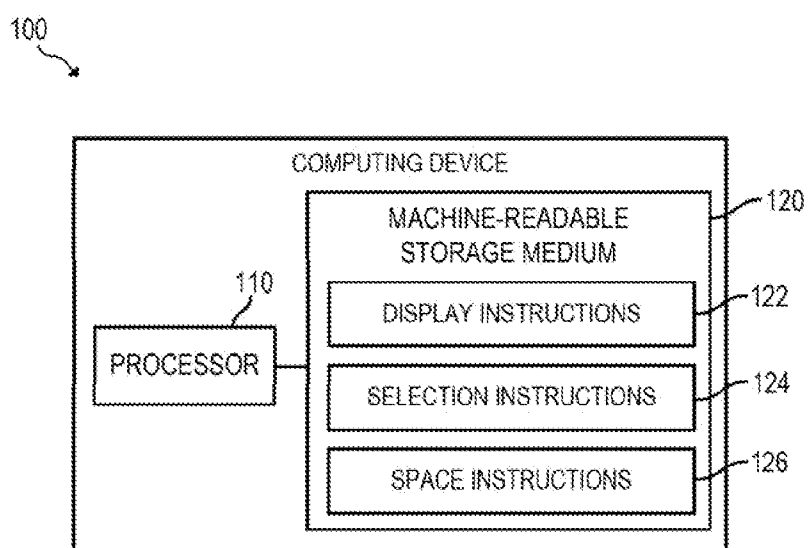 100
COMPUTING DEVICE
MACHINE-READABLE
STORAGE MEDIUM
120
110
PROCESSOR
DISPLAY INSTRUCTIONS
122
SELECTION INSTRUCTIONS
124
SPACE INSTRUCTIONS
126